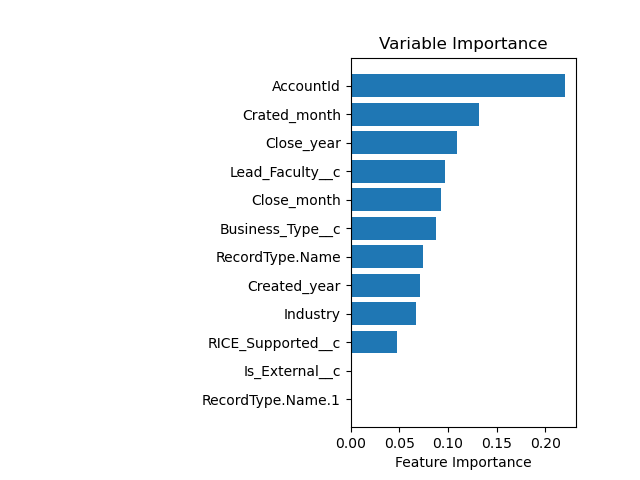 Variable Importance
AccountId
Crated_month
Close_year
Lead_Faculty__c
Close_month
Business_Type__c
RecordType.Name
Created_year
Industry
RICE_Supported__c
Is_External__c
RecordType.Name.1
0.00 0.05 0.10 0.15 0.20
Feature Importance